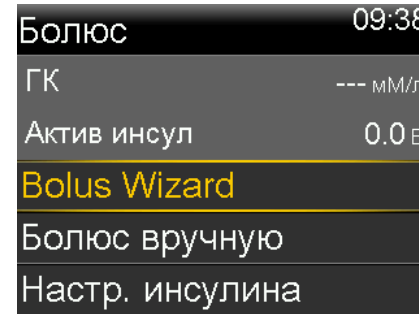 Болюс 09:38
ГК --- мМ/л
Актив инсул 0.0
Bolus Wizard
Болюс вручную
Настр. инсулина